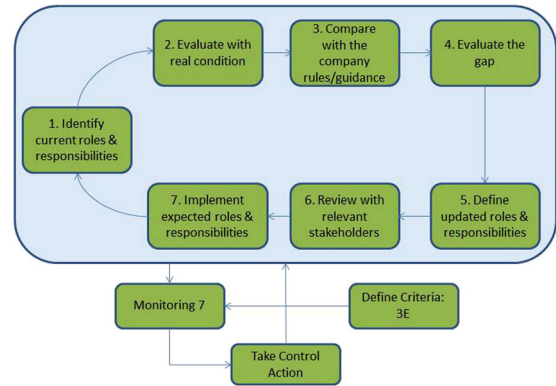 2. Evaluate with
real condition
3. Compare
with the
company
rules/guidance
4. Evaluate the
gap
1. Identify
current roles &
responsibilities
7. Implement
expected roles &
responsibilities
6. Review with
relevant
stakeholders
5. Define
updated roles &
responsibilities
Monitoring 7
Define Criteria:
3E
Take Control
Action